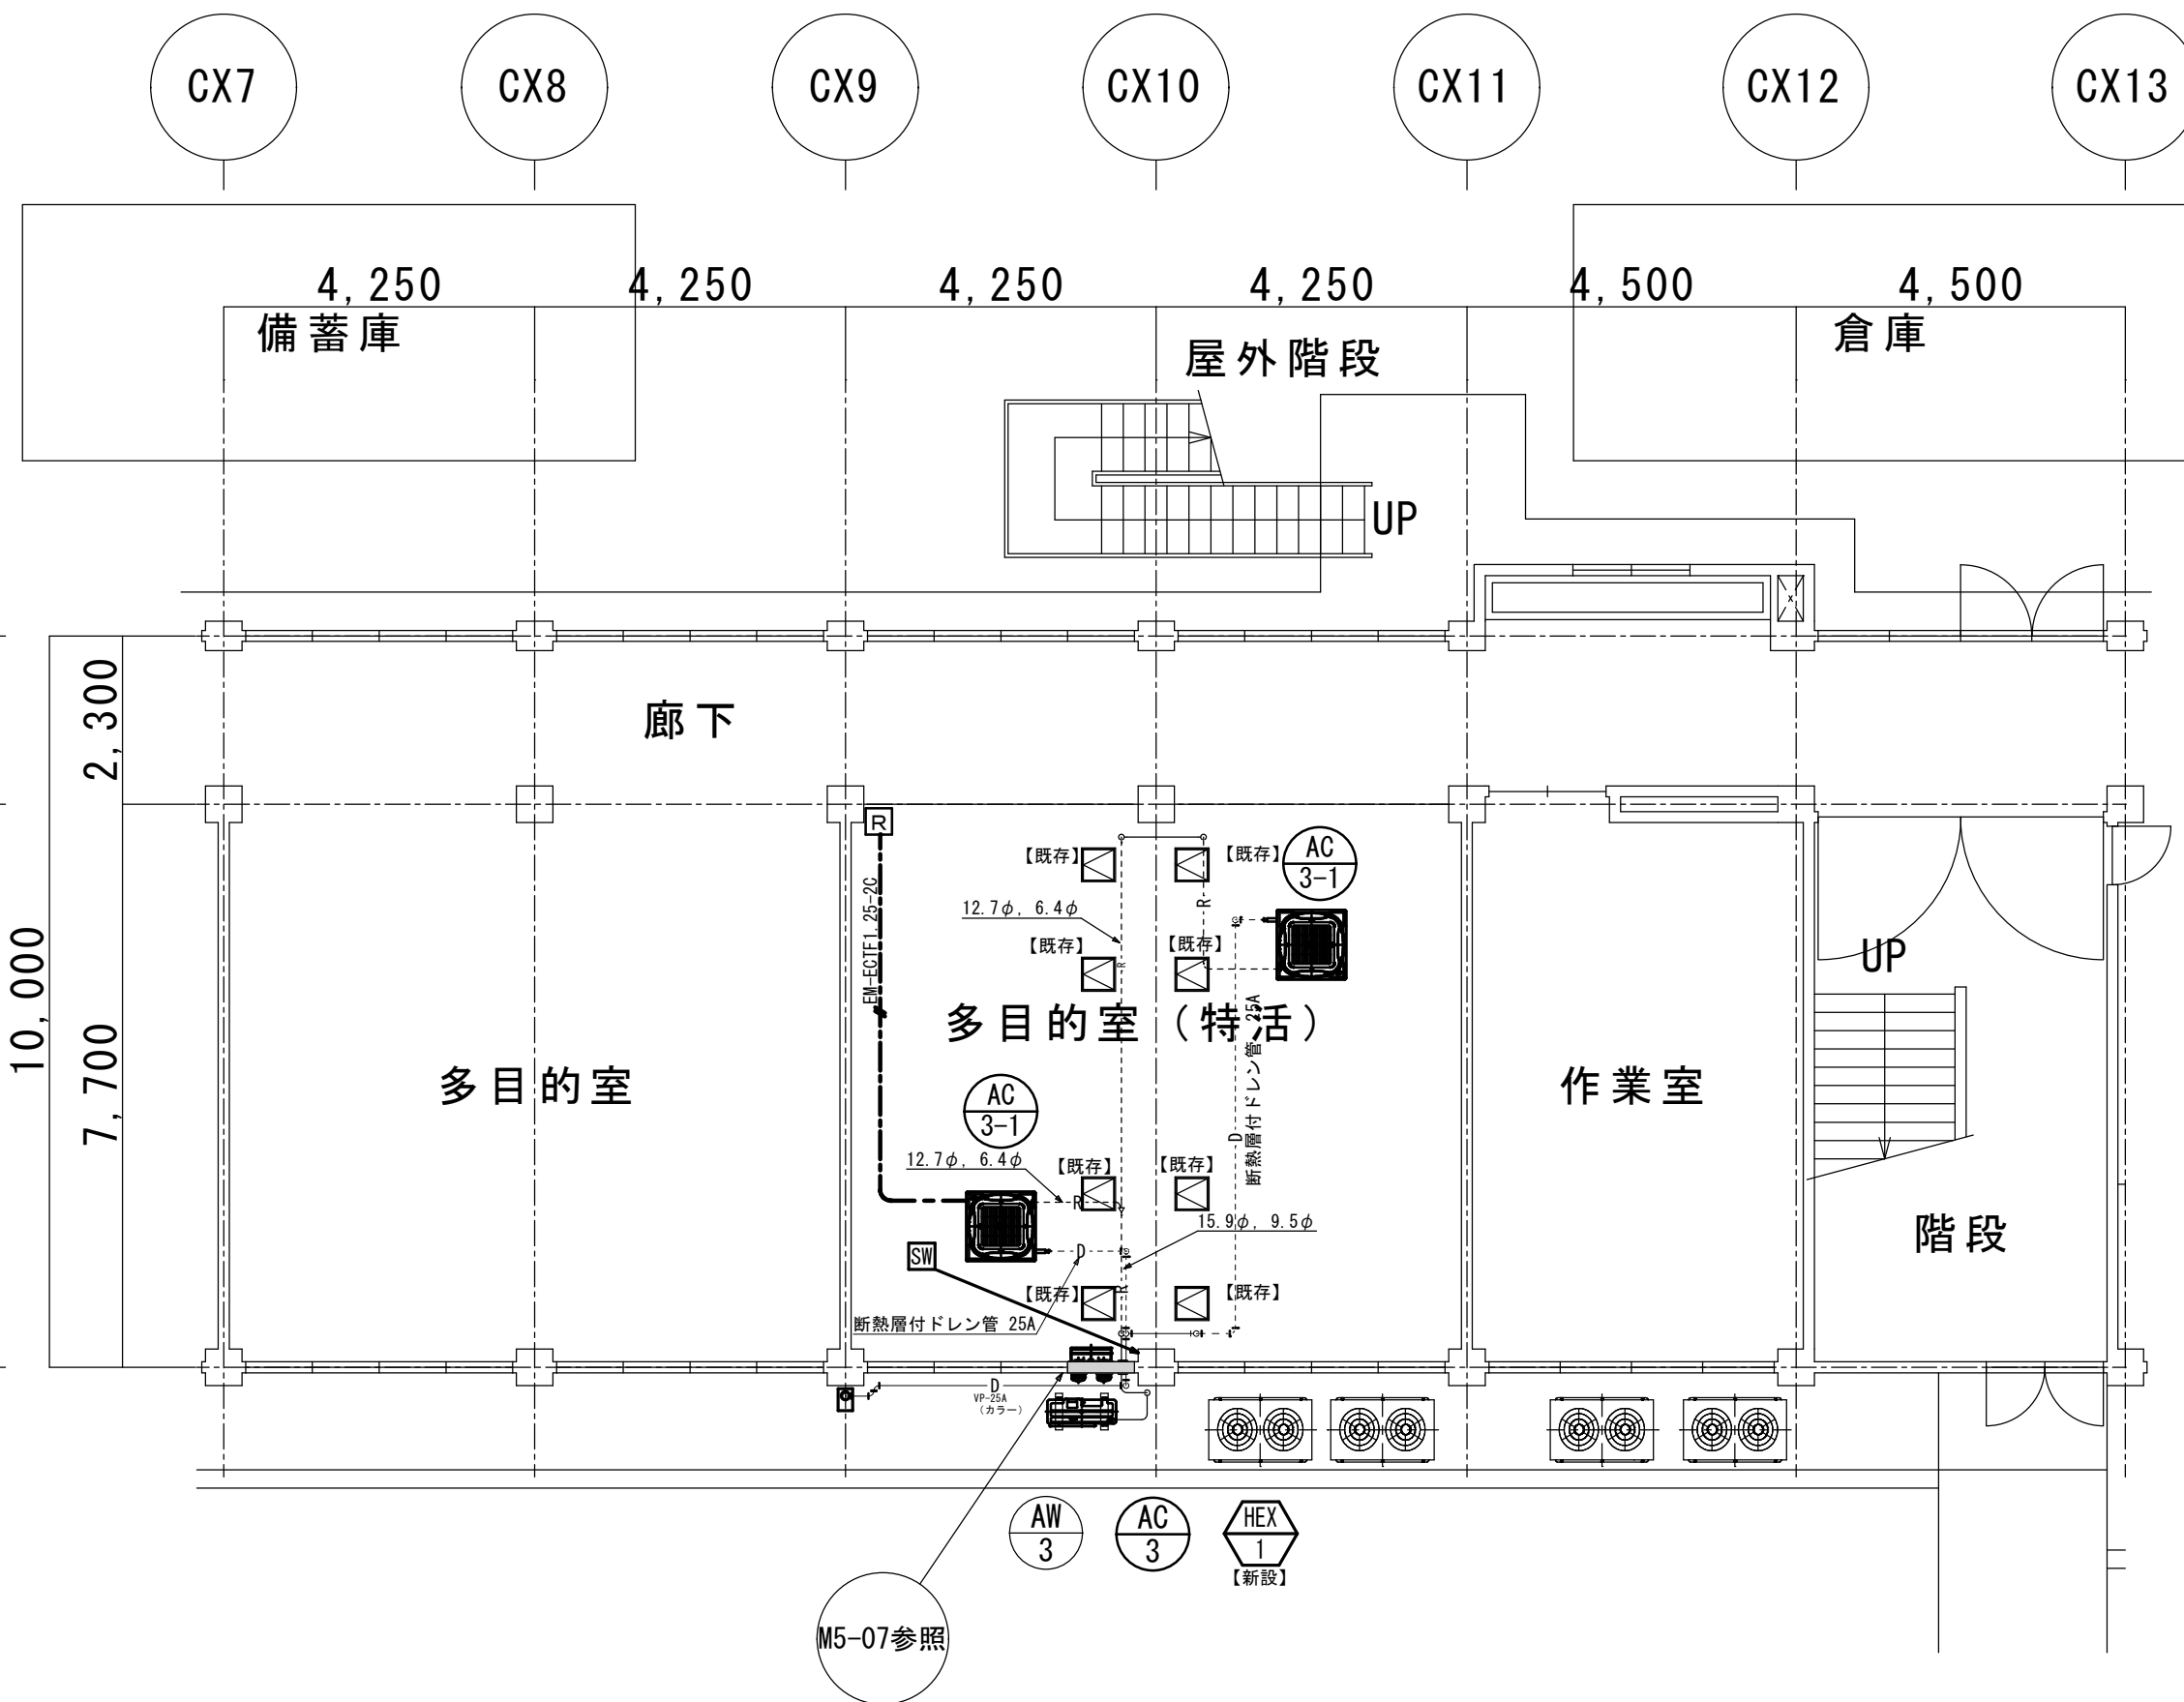 CX7
CX8
CX9
CX10
CX11
CX12
CX13
4,250
4,250
4,250
4,250
4,500
4,500
備蓄庫
屋外階段
倉庫
UP
2,300
廊下
10,000
7,700
R
【既存】
【既存】
AC
3-1
EM-ECTF1.25-2C
12.7φ, 6.4φ
R
【既存】
【既存】
R
UP
多目的室（特活）
断熱層付ドレン管 25A
D
多目的室
作業室
AC
3-1
12.7φ, 6.4φ
【既存】
【既存】
R
15.9φ, 9.5φ
階段
SW
D
【既存】
R
【既存】
断熱層付ドレン管 25A
D
VP-25A
（カラー）
AW
3
AC
3
HEX
1
【新設】
M5-07参照